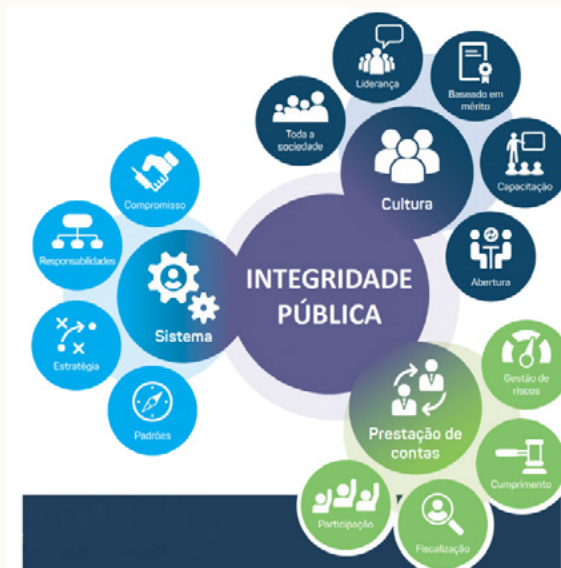 Liderança
Baseado em
mérito
Toda a
sociedade
Cultura
Capacitação
Abertura
Compromisso
Responsabilidades
Sistema
Estratégia
Padrões
INTEGRIDADE
PÚBLICA
Gestão de
riscos
Prestação de
contas
Cumprimento
Participação
Fiscalização